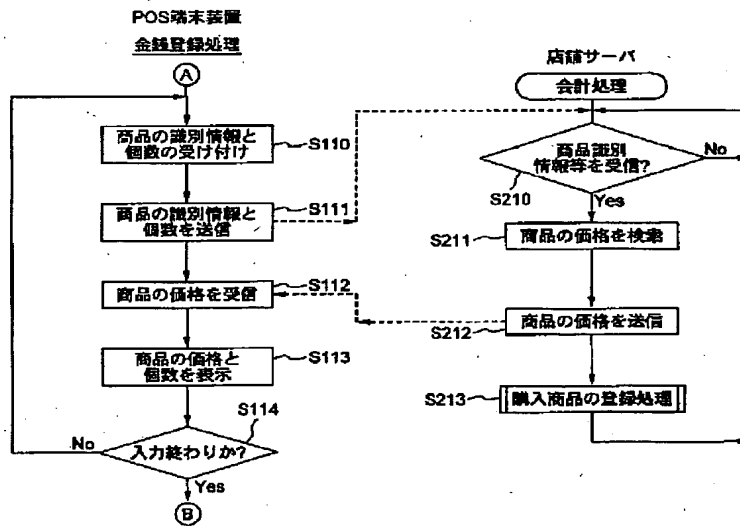 POS端末装置
金銭登録処理
A
商品の識別情報と
個数の受け付け
S110
商品の識別情報と
個数を送信
S111
商品の価格を受信
S112
商品の価格と
個数を表示
S113
入力終わりか?
S114
No
Yes
B
店舗サーバ
会計処理
商品識別
情報等を受信?
S210
No
Yes
商品の価格を検索
S211
商品の価格を送信
S212
購入商品の登録処理
S213